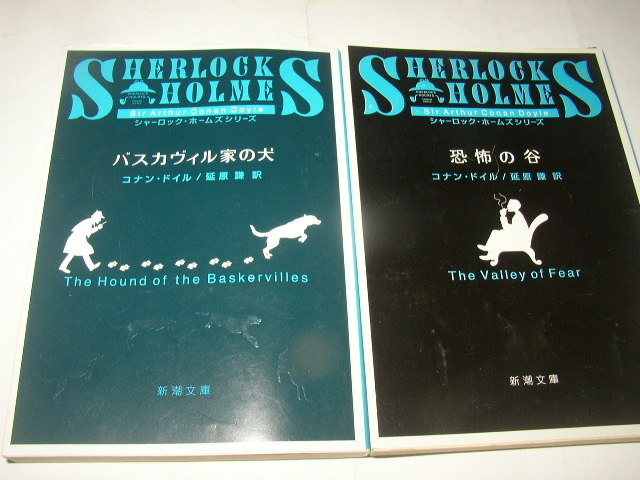 SHERLOCK
HOLMES
Sir Arthur Conan Doyle
シャーロック・ホームズシリーズ
バスカヴィル家の犬
コナン・ドイル/延原謙 訳
The Hound of the Baskervilles
新潮文庫
SHERLOCK
HOLMES
Sir Arthur Conan Doyle
シャーロック・ホームズシリーズ
恐怖の谷
コナン・ドイル/延原謙 訳
The Valley of Fear
新潮文庫